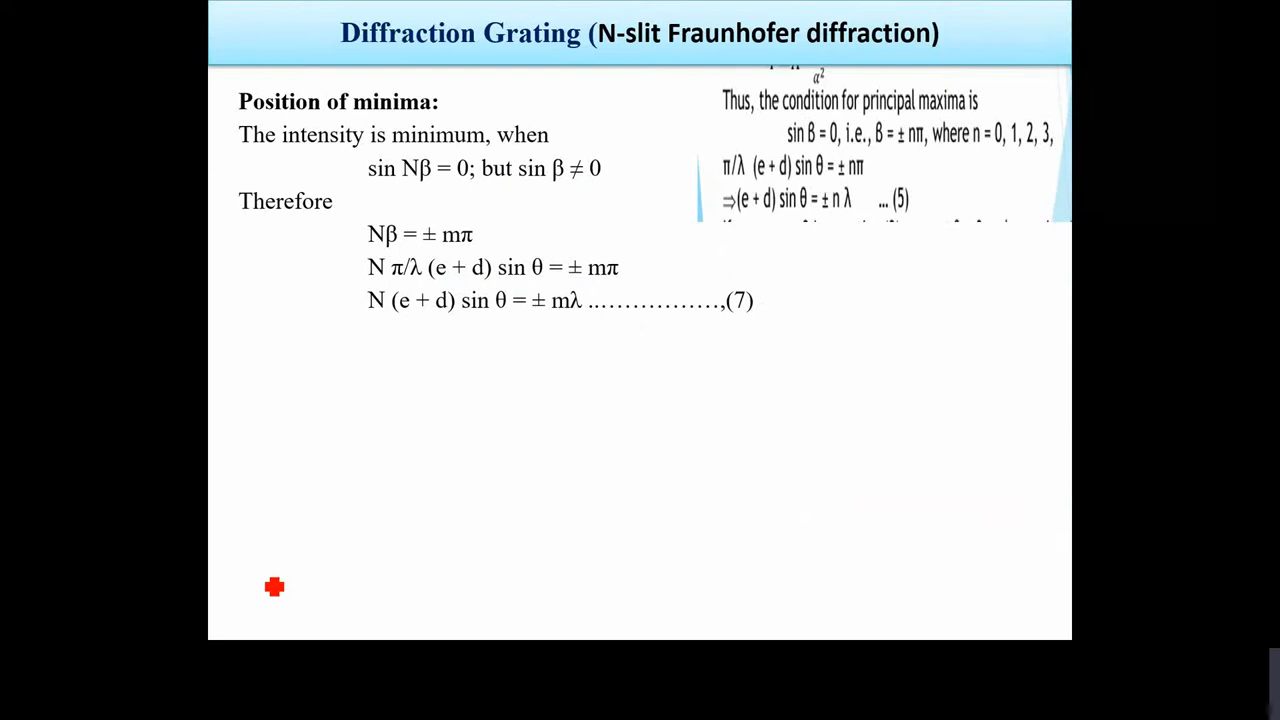 Diffraction Grating (N-slit Fraunhofer diffraction)
Position of minima:
The intensity is minimum, when
sin Nβ = 0; but sin β ≠ 0
Therefore
Nβ = ± mπ
N π/λ (e + d) sin θ = ± mπ
N (e + d) sin θ = ± mλ ………………,(7)
α²
Thus, the condition for principal maxima is
sin β = 0, i.e., β = ± nπ, where n = 0, 1, 2, 3,
π/λ (e + d) sin θ = ± nπ
⇒(e + d) sin θ = ± n λ ... (5)